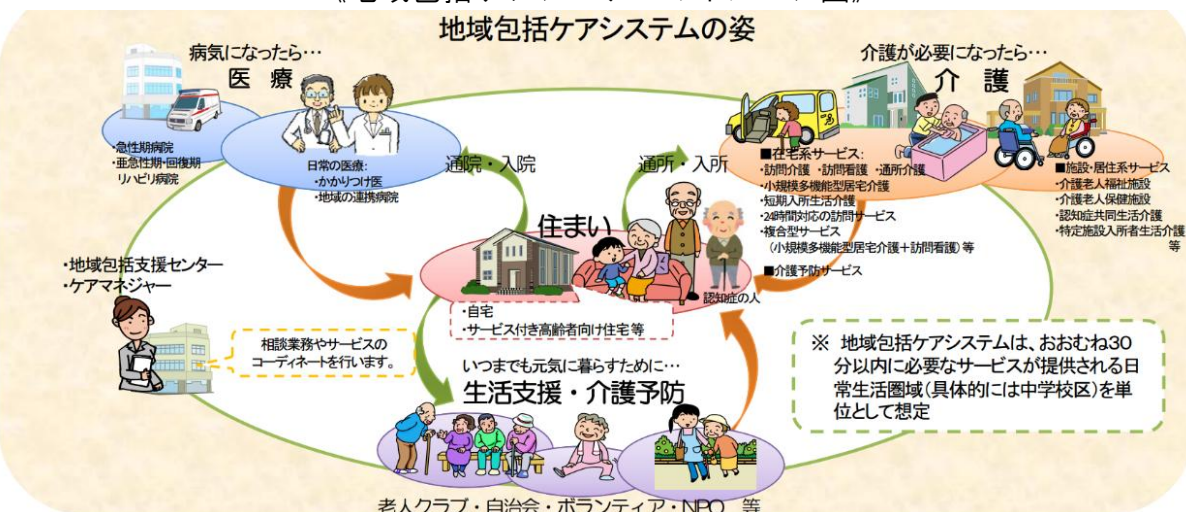 地域包括ケアシステムの姿
病気になったら…
医 療
・急性期病院
・亜急性期・回復期
リハビリ病院
日常の医療:
・かかりつけ医
・地域の連携病院
通院・入院
通所・入所
介護が必要になったら…
介 護
■在宅系サービス:
・訪問介護 ・訪問看護 ・通所介護
・小規模多機能型居宅介護
・短期入所生活介護
・24時間対応の訪問サービス
・複合型サービス
(小規模多機能型居宅介護+訪問看護)等
■介護予防サービス
■施設・居住系サービス
・介護老人福祉施設
・介護老人保健施設
・認知症共同生活介護
・特定施設入所者生活介護
等
住まい
認知症の人
・自宅
・サービス付き高齢者向け住宅 等
・地域包括支援センター
・ケアマネジャー
相談業務やサービスの
コーディネートを行います。
いつまでも元気に暮らすために…
生活支援・介護予防
老人クラブ・自治会・ボランティア・NPO 等
※ 地域包括ケアシステムは、おおむね30
分以内に必要なサービスが提供される日
常生活圏域(具体的には中学校区)を単
位として想定